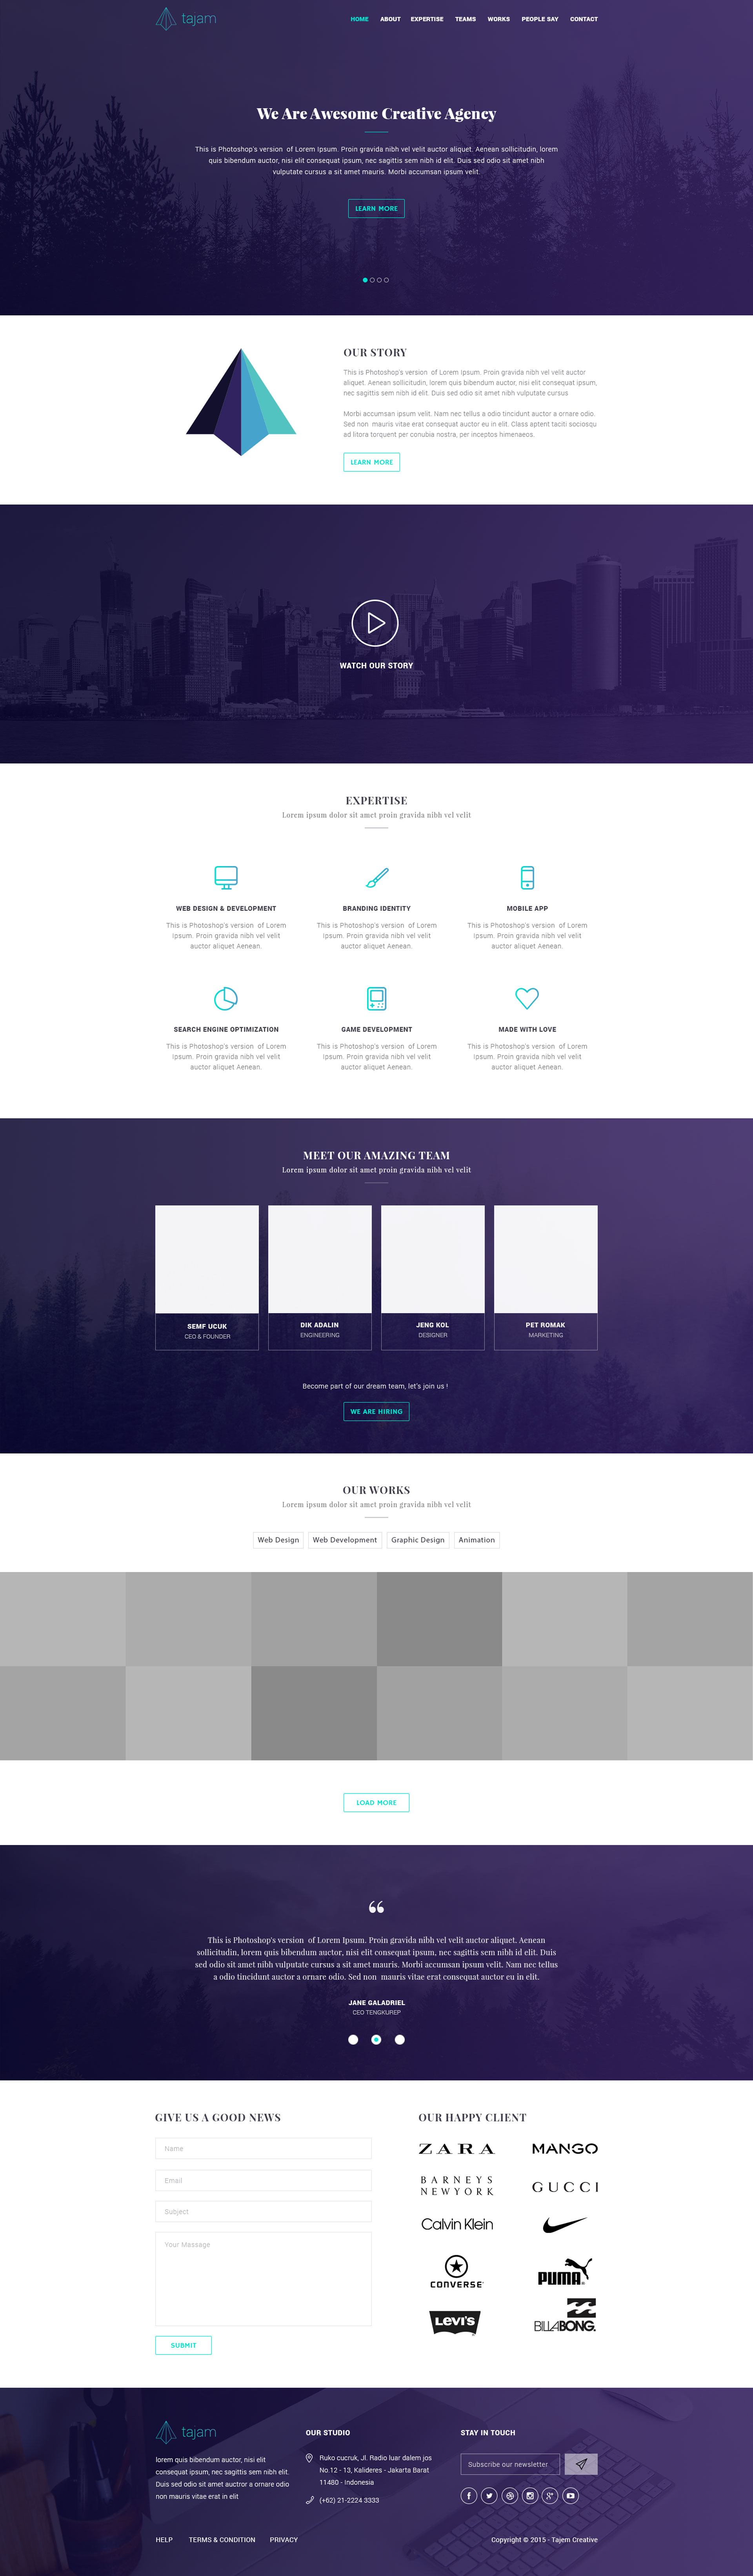 tajam
HOME ABOUT EXPERTISE TEAMS WORKS PEOPLE SAY CONTACT
We Are Awesome Creative Agency
This is Photoshop's version of Lorem Ipsum. Proin gravida nibh vel velit auctor aliquet. Aenean sollicitudin, lorem
quis bibendum auctor, nisi elit consequat ipsum, nec sagittis sem nibh id elit. Duis sed odio sit amet nibh
vulputate cursus a sit amet mauris. Morbi accumsan ipsum velit.
LEARN MORE
OUR STORY
This is Photoshop's version of Lorem Ipsum. Proin gravida nibh vel velit auctor
aliquet. Aenean sollicitudin, lorem quis bibendum auctor, nisi elit consequat ipsum,
nec sagittis sem nibh id elit. Duis sed odio sit amet nibh vulputate cursus
Morbi accumsan ipsum velit. Nam nec tellus a odio tincidunt auctor a ornare odio.
Sed non mauris vitae erat consequat auctor eu in elit. Class aptent taciti sociosqu
ad litora torquent per conubia nostra, per inceptos himenaeos.
LEARN MORE
WATCH OUR STORY
EXPERTISE
Lorem ipsum dolor sit amet proin gravida nibh vel velit
WEB DESIGN & DEVELOPMENT
This is Photoshop's version of Lorem
Ipsum. Proin gravida nibh vel velit
auctor aliquet Aenean.
BRANDING IDENTITY
This is Photoshop's version of Lorem
Ipsum. Proin gravida nibh vel velit
auctor aliquet Aenean.
MOBILE APP
This is Photoshop's version of Lorem
Ipsum. Proin gravida nibh vel velit
auctor aliquet Aenean.
SEARCH ENGINE OPTIMIZATION
This is Photoshop's version of Lorem
Ipsum. Proin gravida nibh vel velit
auctor aliquet Aenean.
GAME DEVELOPMENT
This is Photoshop's version of Lorem
Ipsum. Proin gravida nibh vel velit
auctor aliquet Aenean.
MADE WITH LOVE
This is Photoshop's version of Lorem
Ipsum. Proin gravida nibh vel velit
auctor aliquet Aenean.
MEET OUR AMAZING TEAM
Lorem ipsum dolor sit amet proin gravida nibh vel velit
SEMF UCUK
CEO & FOUNDER
DIK ADALIN
ENGINEERING
JENG KOL
DESIGNER
PET ROMAK
MARKETING
Become part of our dream team, let's join us !
WE ARE HIRING
OUR WORKS
Lorem ipsum dolor sit amet proin gravida nibh vel velit
Web Design Web Development Graphic Design Animation
LOAD MORE
“
This is Photoshop's version of Lorem Ipsum. Proin gravida nibh vel velit auctor aliquet. Aenean
sollicitudin, lorem quis bibendum auctor, nisi elit consequat ipsum, nec sagittis sem nibh id elit. Duis
sed odio sit amet nibh vulputate cursus a sit amet mauris. Morbi accumsan ipsum velit. Nam nec tellus
a odio tincidunt auctor a ornare odio. Sed non mauris vitae erat consequat auctor eu in elit.
JANE GALADRIEL
CEO TENGKUREP
GIVE US A GOOD NEWS
Name
Email
Subject
Your Massage
SUBMIT
OUR HAPPY CLIENT
ZARA
MANGO
BARNEYS
NEWYORK
GUCCI
Calvin Klein
CONVERSE
PUMA
LEVI'S
BILLABONG.
tajam
lorem quis bibendum auctor, nisi elit
consequat ipsum, nec sagittis sem nibh id elit.
Duis sed odio sit amet auctror a ornare odio
non mauris vitae erat in elit
OUR STUDIO
Ruko cucruk, Jl. Radio luar dalem jos
No.12 - 13, Kalideres - Jakarta Barat
11480 - Indonesia
(+62) 21-2224 3333
STAY IN TOUCH
Subscribe our newsletter
HELP TERMS & CONDITION PRIVACY
Copyright © 2015 - Tajem Creative